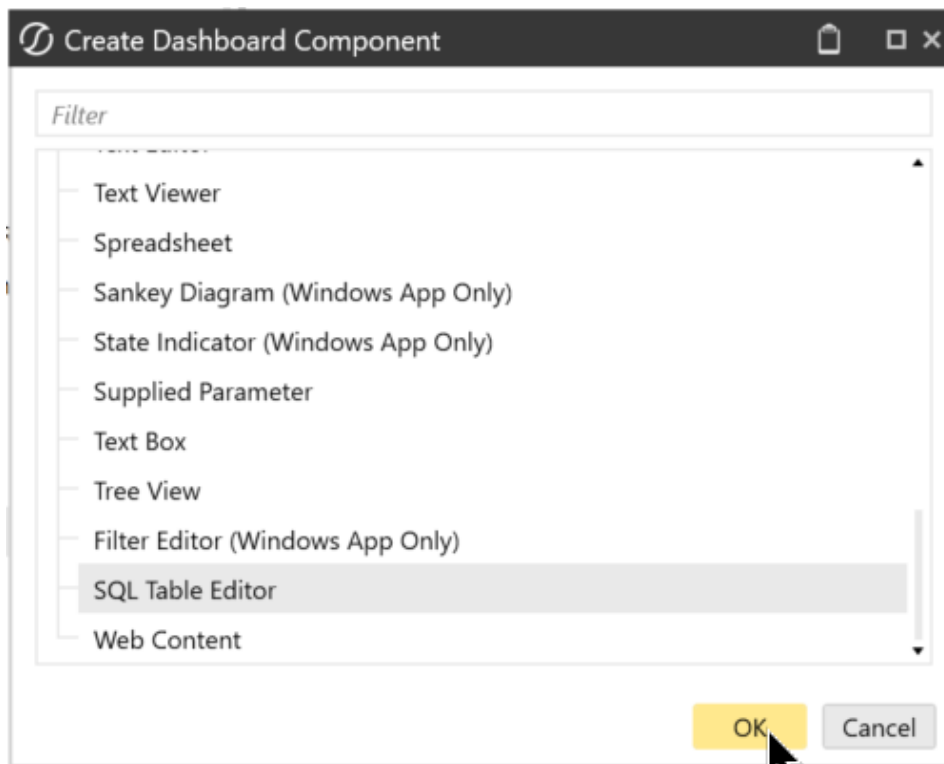 Create Dashboard Component
Filter
Text Viewer
Spreadsheet
Sankey Diagram (Windows App Only)
State Indicator (Windows App Only)
Supplied Parameter
Text Box
Tree View
Filter Editor (Windows App Only)
SQL Table Editor
Web Content
OK Cancel